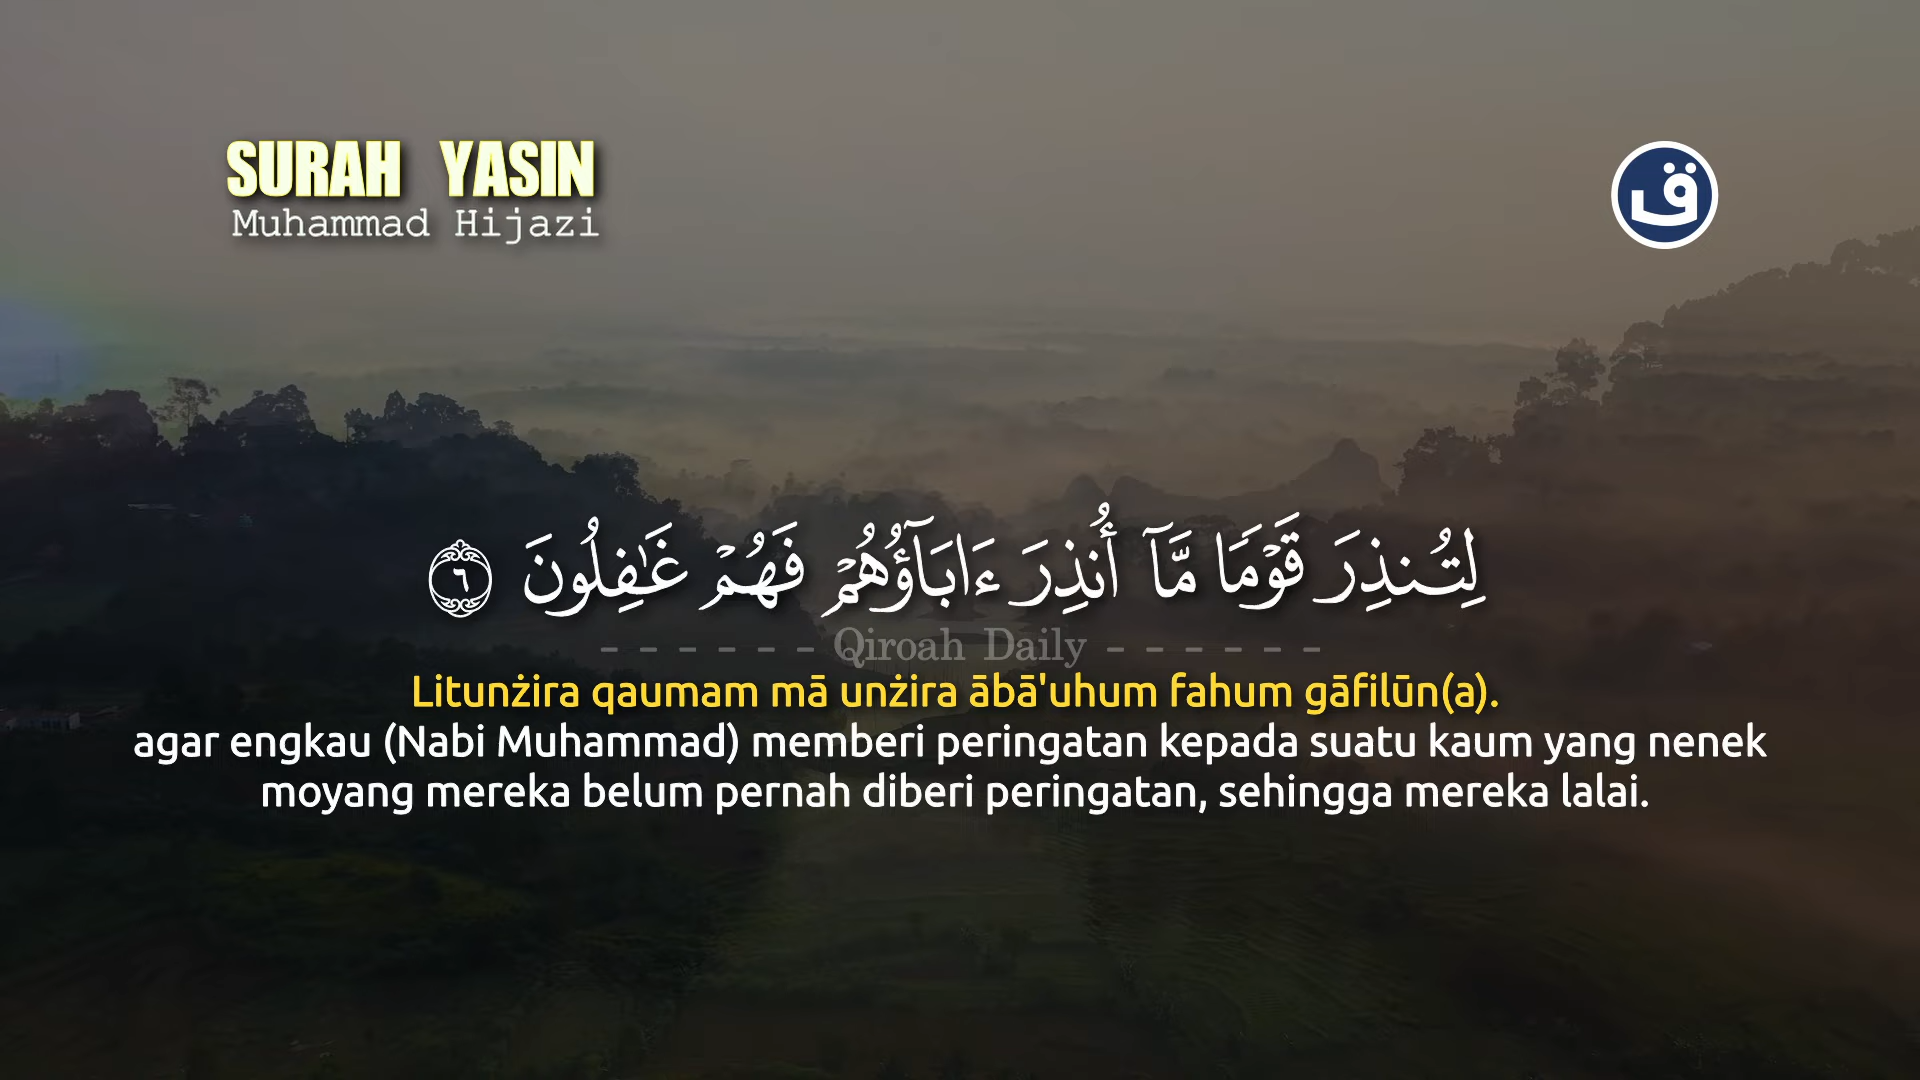 SURAH YASIN
Muhammad Hijazi
ق
لِتُنذِرَ قَوْمًا مَّآ أُنذِرَ ءَابَآؤُهُمْ فَهُمْ غَٰفِلُونَ ٦
- - - - - - Qiroah Daily - - - - - -
Litunżira qaumam mā unżira ābā'uhum fahum gāfilūn(a).
agar engkau (Nabi Muhammad) memberi peringatan kepada suatu kaum yang nenek
moyang mereka belum pernah diberi peringatan, sehingga mereka lalai.